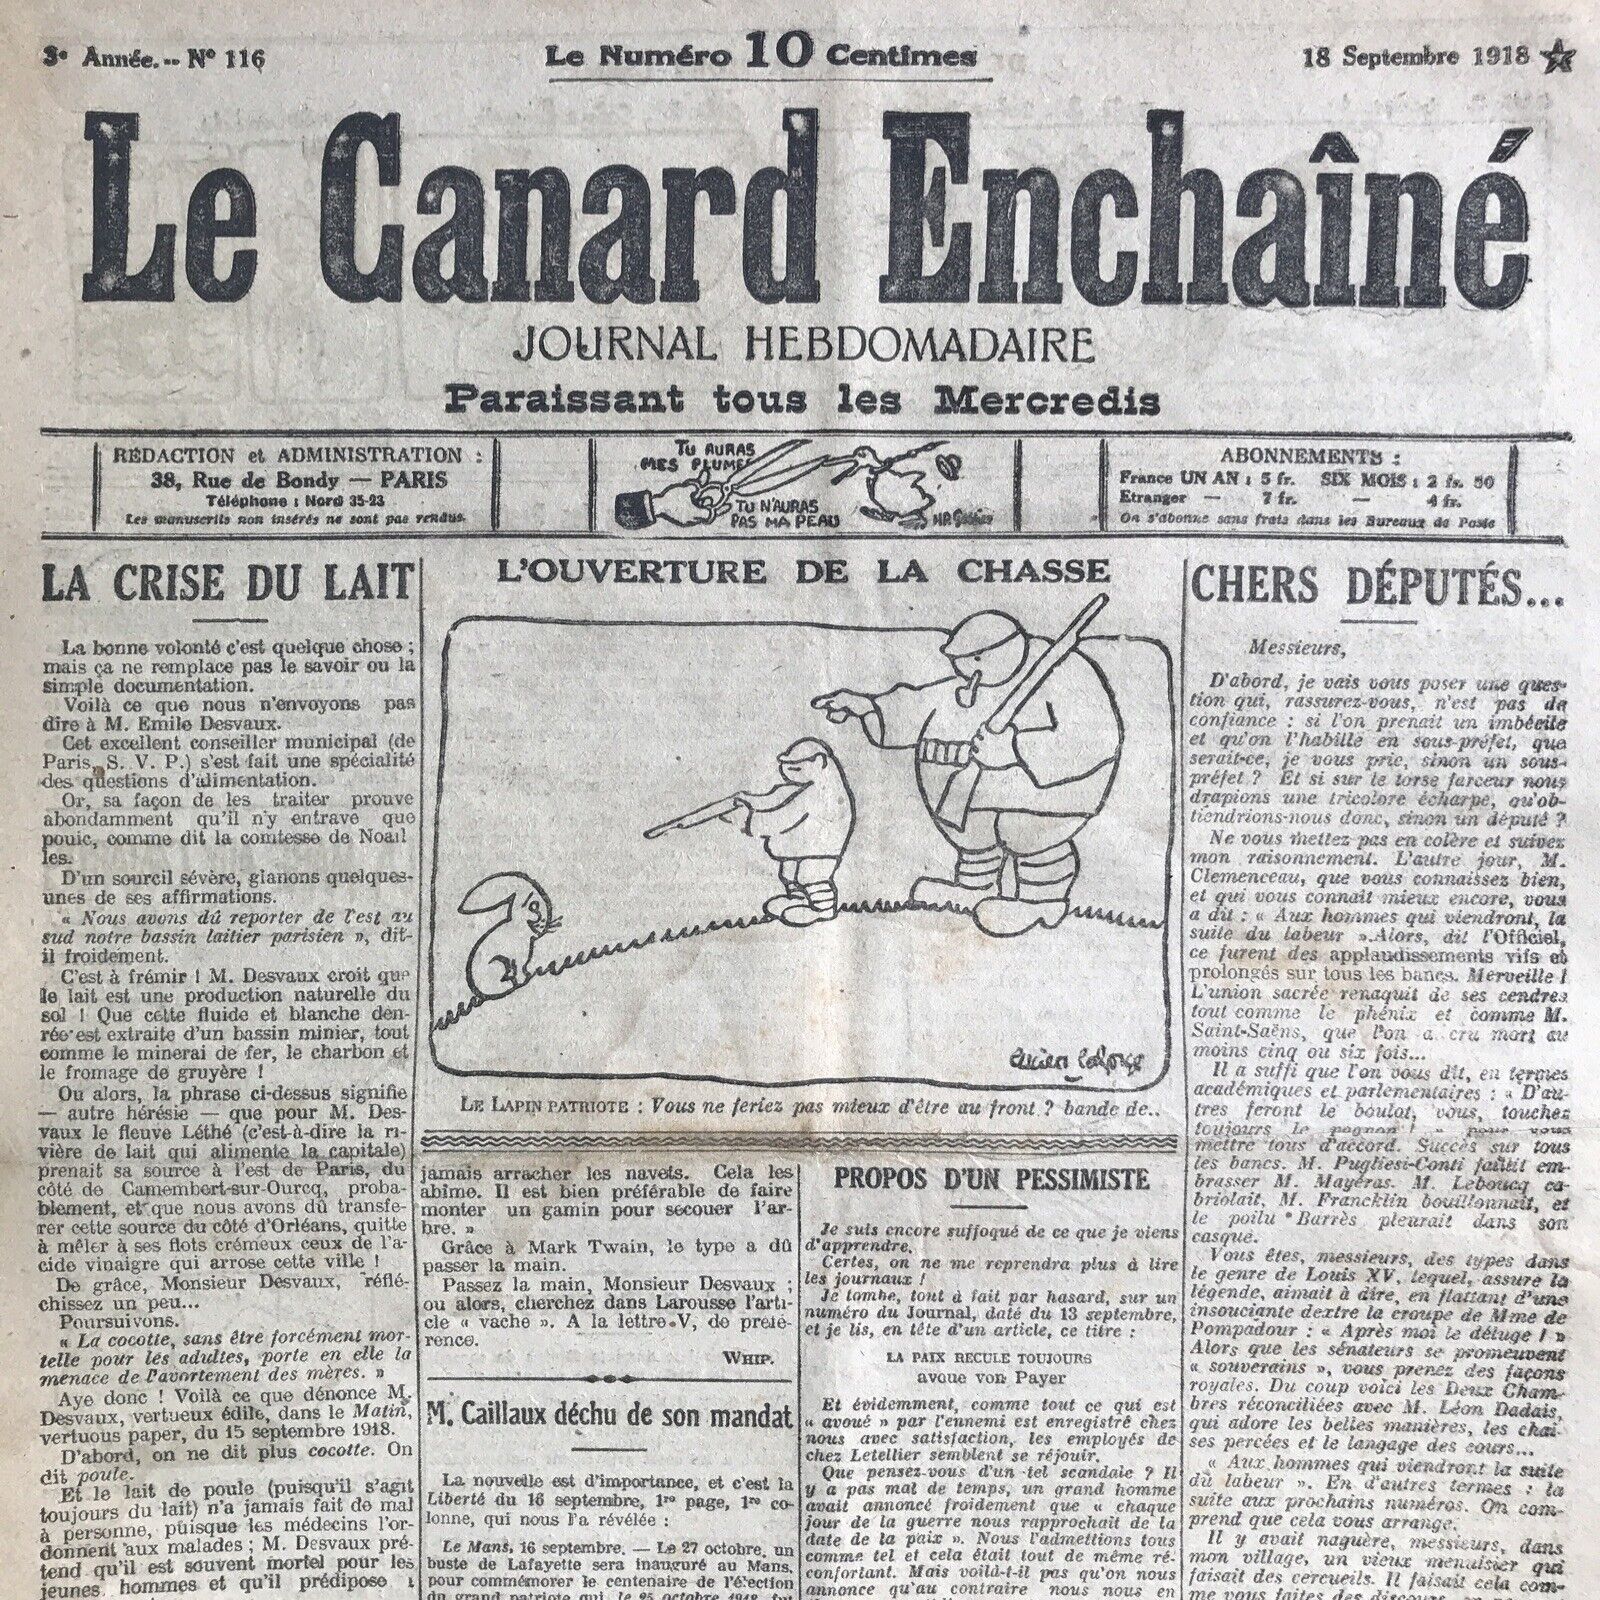 3e Année. -- N° 116
Le Numéro 10 Centimes
18 Septembre 1918
Le Canard Enchaîné
JOURNAL HEBDOMADAIRE
Paraissant tous les Mercredis
RÉDACTION et ADMINISTRATION :
38, Rue de Bondy — PARIS
Téléphone : Nord 35-23
Les manuscrits non insérés ne sont pas rendus.
TU AURAS
MES PLUMES
TU N'AURAS
PAS MA PEAU
H.P. Gassier
ABONNEMENTS :
France UN AN : 5 fr. SIX MOIS : 2 fr. 50
Etranger — 7 fr. — 4 fr.
On s'abonne sans frais dans les Bureaux de Poste
LA CRISE DU LAIT
La bonne volonté c'est quelque chose ;
mais ça ne remplace pas le savoir ou la
simple documentation.
Voilà ce que nous n'envoyons pas
dire à M. Emile Desvaux.
Cet excellent conseiller municipal (de
Paris, S. V. P.) s'est fait une spécialité
des questions d'alimentation.
Or, sa façon de les traiter prouve
abondamment qu'il n'y entrave que
pouic, comme dit la comtesse de Noail
les.
D'un sourcil sévère, glanons quelques-
unes de ses affirmations.
« Nous avons dû reporter de l'est au
sud notre bassin laitier parisien », dit-
il froidement.
C'est à frémir ! M. Desvaux croit que
le lait est une production naturelle du
sol ! Que cette fluide et blanche den-
rée est extraite d'un bassin minier, tout
comme le minerai de fer, le charbon et
le fromage de gruyère !
Ou alors, la phrase ci-dessus signifie
— autre hérésie — que pour M. Des-
vaux le fleuve Léthé (c'est-à-dire la ri-
vière de lait qui alimente la capitale)
prenait sa source à l'est de Paris, du
côté de Camembert-sur-Ourcq, proba-
blement, et que nous avons dû transfé-
rer cette source du côté d'Orléans, quitte
à mêler à ses flots crémeux ceux de l'a-
cide vinaigre qui arrose cette ville !
De grâce, Monsieur Desvaux, réflé-
chissez un peu...
Poursuivons.
« La cocotte, sans être forcément mor-
telle pour les adultes, porte en elle la
menace de l'avortement des mères. »
Aye donc ! Voilà ce que dénonce M.
Desvaux, vertueux édile, dans le Matin,
vertuous paper, du 15 septembre 1918.
D'abord, on ne dit plus cocotte. On
dit poule.
Et le lait de poule (puisqu'il s'agit
toujours du lait) n'a jamais fait de mal
à personne, puisque les médecins l'or-
donnent aux malades ; M. Desvaux pré-
tend qu'il est souvent mortel pour les
jeunes hommes et qu'il prédispose
L'OUVERTURE DE LA CHASSE
Lucien Laforge
LE LAPIN PATRIOTE : Vous ne feriez pas mieux d'être au front ? bande de..
jamais arracher les navets. Cela les
abîme. Il est bien préférable de faire
monter un gamin pour secouer l'ar-
bre. »
Grâce à Mark Twain, le type a dû
passer la main.
Passez la main, Monsieur Desvaux ;
ou alors, cherchez dans Larousse l'arti-
cle « vache ». A la lettre V, de préfé-
rence.
WHIP.
M. Caillaux déchu de son mandat
La nouvelle est d'importance, et c'est la
Liberté du 16 septembre, 1re page, 1re co-
lonne, qui nous l'a révélée :
Le Mans, 16 septembre. — Le 27 octobre, un
buste de Lafayette sera inauguré au Mans,
pour commémorer le centenaire de l'élection
du grand patriote qui, le 25 octobre 1818, fut
PROPOS D'UN PESSIMISTE
Je suis encore suffoqué de ce que je viens
d'apprendre.
Certes, on ne me reprendra plus à lire
les journaux !
Je tombe, tout à fait par hasard, sur un
numéro du Journal, daté du 13 septembre,
et je lis, en tête d'un article, ce titre :
LA PAIX RECULE TOUJOURS
avoue von Payer
Et évidemment, comme tout ce qui est
« avoué » par l'ennemi est enregistré chez
nous avec satisfaction, les employés de
chez Letellier semblent se réjouir.
Que pensez-vous d'un tel scandale ? Il
y a pas mal de temps, un grand homme
avait annoncé froidement que « chaque
jour de la guerre nous rapprochait de la
date de la paix ». Nous l'admettions tous
comme tel et cela était tout de même ré-
confortant. Mais voilà-t-il pas qu'on nous
annonce qu'au contraire nous nous en
CHERS DÉPUTÉS...
Messieurs,
D'abord, je vais vous poser une ques-
tion qui, rassurez-vous, n'est pas de
confiance : si l'on prenait un imbécile
et qu'on l'habille en sous-préfet, que
serait-ce, je vous prie, sinon un sous-
préfet ? Et si sur le torse farceur nous
drapions une tricolore écharpe, qu'ob-
tiendrions-nous donc, sinon un député ?
Ne vous mettez pas en colère et suivez
mon raisonnement. L'autre jour, M.
Clemenceau, que vous connaissez bien,
et qui vous connaît mieux encore, vous
a dit : « Aux hommes qui viendront, la
suite du labeur ». Alors, dit l'Officiel,
ce furent des applaudissements vifs et
prolongés sur tous les bancs. Merveille !
L'union sacrée renaquit de ses cendres
tout comme le phénix et comme M.
Saint-Saëns, que l'on a cru mort au
moins cinq ou six fois...
Il a suffi que l'on vous dit, en termes
académiques et parlementaires : « D'au-
tres feront le boulot, vous, touchez
toujours le pognon ! » pour vous
mettre tous d'accord. Succès sur tous
les bancs. M. Pugliesi-Conti faillit em-
brasser M. Mayéras. M. Leboucq ca-
briolait, M. Francklin bouillonnait, et
le poilu Barrès pleurait dans son
casque.
Vous êtes, messieurs, des types dans
le genre de Louis XV, lequel, assure la
légende, aimait à dire, en flattant d'une
insouciante dextre la croupe de Mme de
Pompadour : « Après moi le déluge ! »
Alors que les sénateurs se promeuvent
« souverains », vous prenez des façons
royales. Du coup voici les Deux Cham-
bres réconciliées avec M. Léon Dadais,
qui adore les belles manières, les chai-
ses percées et le langage des cours...
« Aux hommes qui viendront la suite
du labeur ». En d'autres termes : la
suite aux prochains numéros. On com-
prend que cela vous arrange.
Il y avait naguère, messieurs, dans
mon village, un vieux menuisier qui
faisait des cercueils. Il faisait cela com-
me vous faites des discours, en